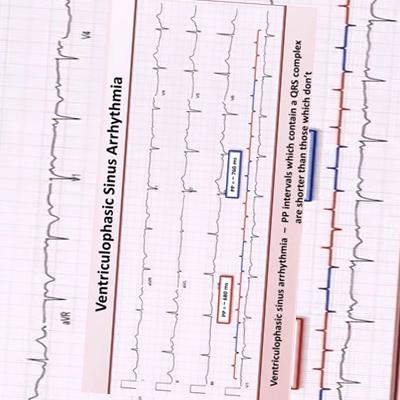 Ventriculophasic Sinus Arrhythmia
V4
aVR
PP = ~ 760 ms
PP = ~ 680 ms
Ventriculophasic sinus arrhythmia – PP intervals which contain a QRS complex
are shorter than those which don't